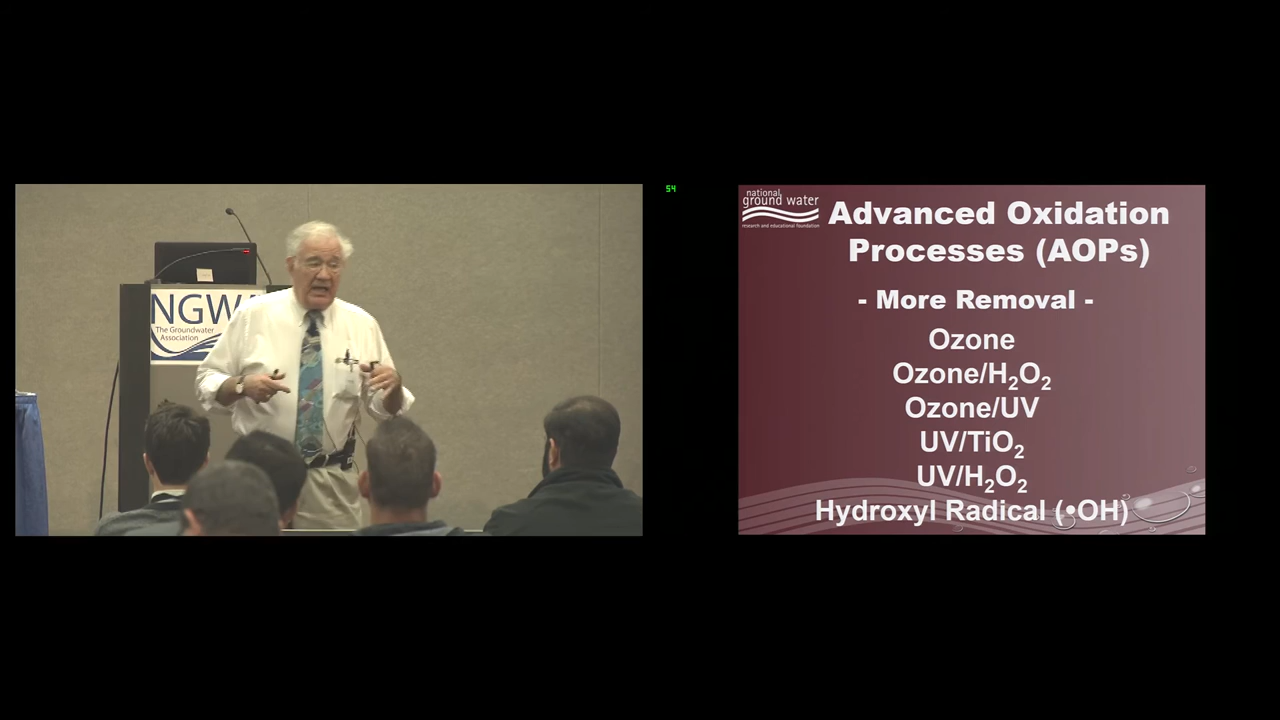 NGW
The Groundwater
Association
54
national
ground water
research and educational foundation
Advanced Oxidation
Processes (AOPs)
- More Removal -
Ozone
Ozone/H₂O₂
Ozone/UV
UV/TiO₂
UV/H₂O₂
Hydroxyl Radical (•OH)